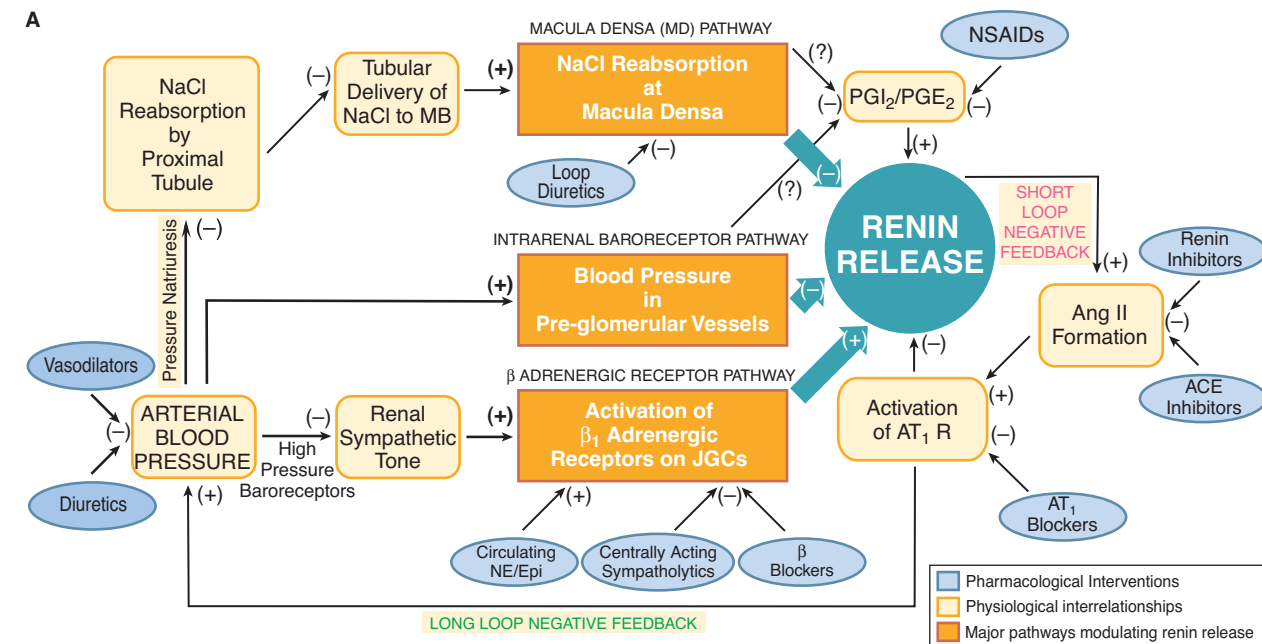 A
MACULA DENSA (MD) PATHWAY
NSAIDs
NaCl
Reabsorption
by
Proximal
Tubule
(–)
Tubular
Delivery of
NaCl to MB
(+)
NaCl Reabsorption
at
Macula Densa
(?)
(–)
PGI2/PGE2
(–)
(+)
Loop
Diuretics
(–)
(–)
(?)
Pressure Natriuresis
(–)
INTRARENAL BARORECEPTOR PATHWAY
RENIN
RELEASE
SHORT
LOOP
NEGATIVE
FEEDBACK
(+)
Renin
Inhibitors
(+)
Blood Pressure
in
Pre-glomerular Vessels
(–)
Ang II
Formation
(–)
ACE
Inhibitors
Vasodilators
(–)
Diuretics
ARTERIAL
BLOOD
PRESSURE
(+)
(–)
High
Pressure
Baroreceptors
Renal
Sympathetic
Tone
(+)
β ADRENERGIC RECEPTOR PATHWAY
Activation of
β1 Adrenergic
Receptors on JGCs
(+)
(–)
Activation
of AT1 R
(+)
(–)
AT1
Blockers
(+)
(–)
Circulating
NE/Epi
Centrally Acting
Sympatholytics
β
Blockers
LONG LOOP NEGATIVE FEEDBACK
Pharmacological Interventions
Physiological interrelationships
Major pathways modulating renin release